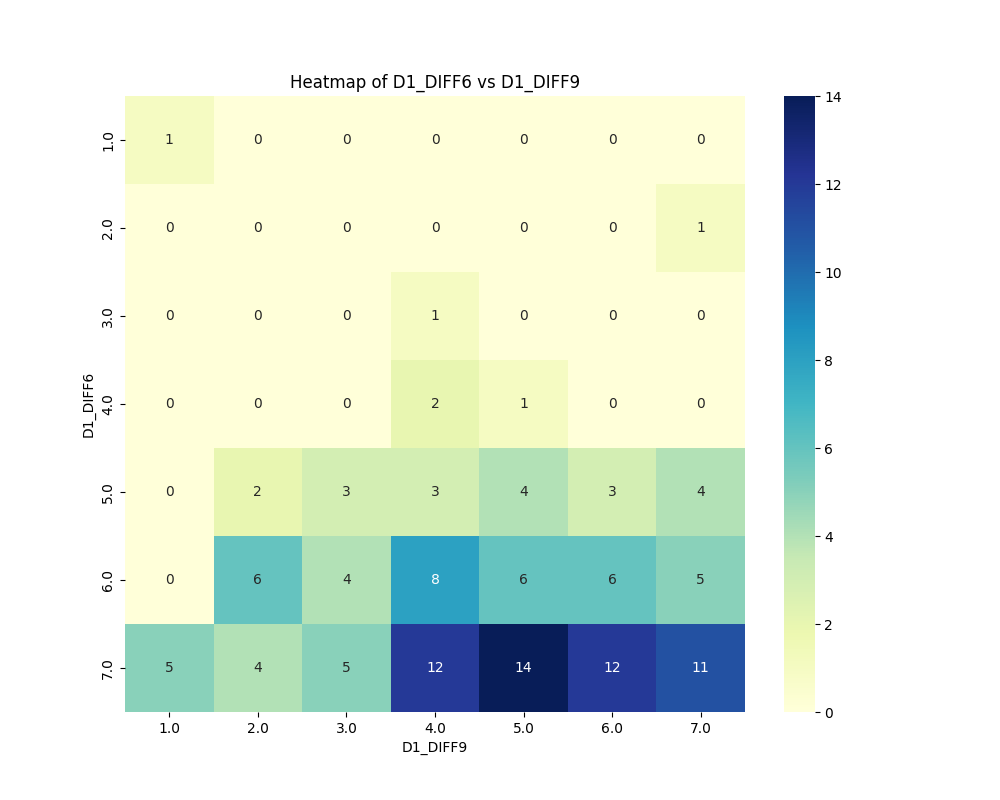 Heatmap of D1_DIFF6 vs D1_DIFF9
1.0 1 0 0 0 0 0 0
2.0 0 0 0 0 0 0 1
3.0 0 0 0 1 0 0 0
4.0 0 0 0 2 1 0 0
5.0 0 2 3 3 4 3 4
6.0 0 6 4 8 6 6 5
7.0 5 4 5 12 14 12 11
D1_DIFF6
1.0 2.0 3.0 4.0 5.0 6.0 7.0
D1_DIFF9
14
12
10
8
6
4
2
0